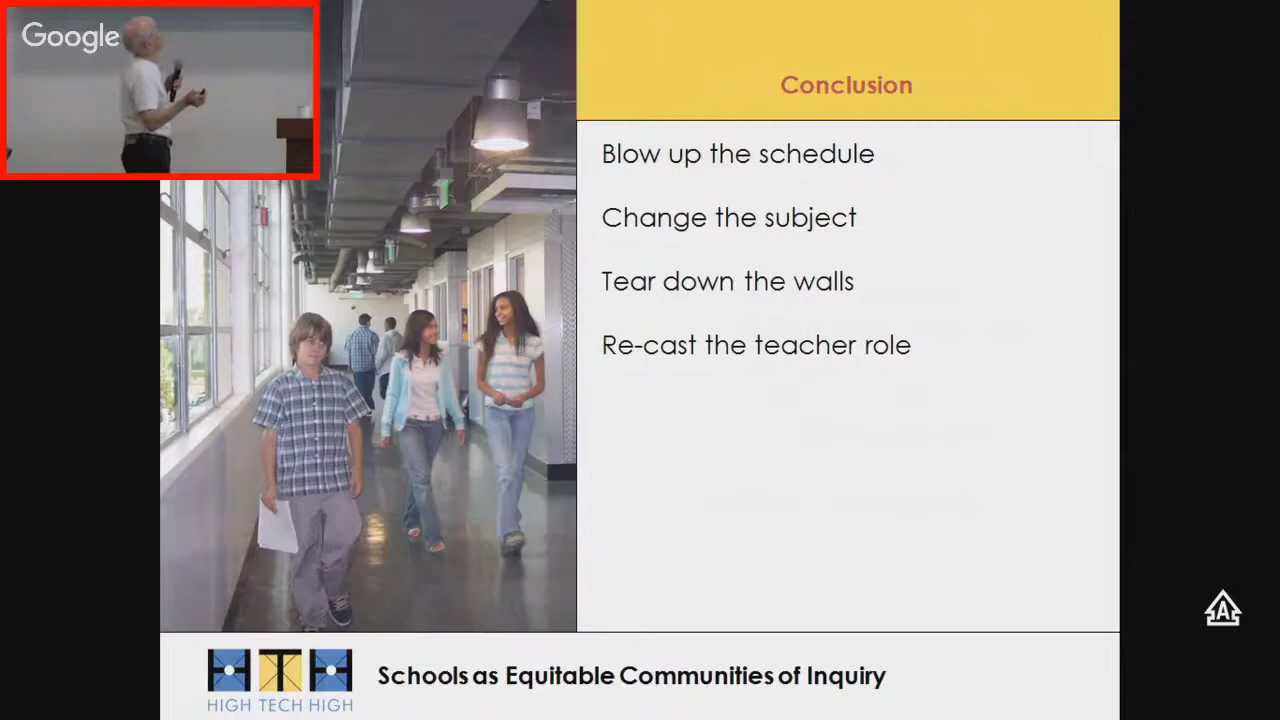 Google
Conclusion
Blow up the schedule
Change the subject
Tear down the walls
Re-cast the teacher role
HTH
HIGH TECH HIGH
Schools as Equitable Communities of Inquiry
A